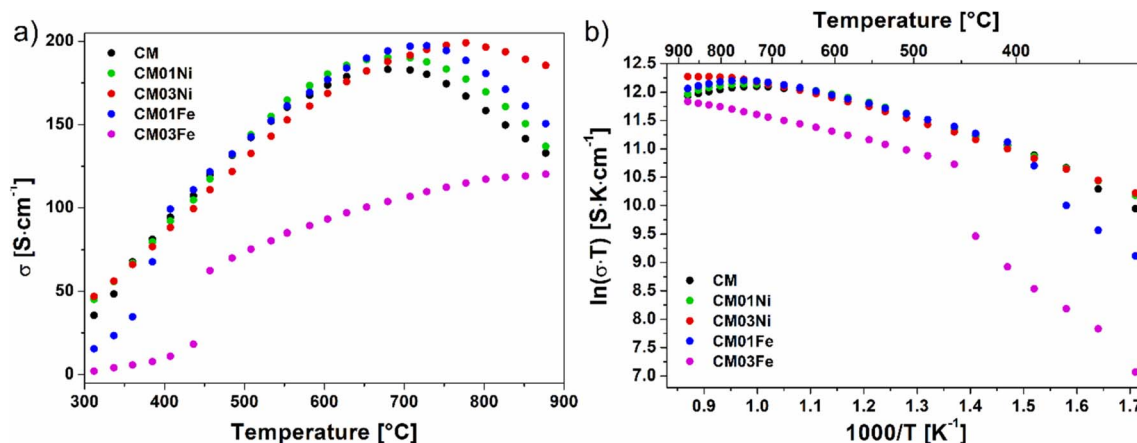 a)
CM
CM01Ni
CM03Ni
CM01Fe
CM03Fe
σ [S·cm⁻¹]
200
150
100
50
0
300 400 500 600 700 800 900
Temperature [°C]
b)
Temperature [°C]
900 800 700 600 500 400 300
ln(σ·T) [S·K·cm⁻¹]
12.5
12.0
11.5
11.0
10.5
10.0
9.5
9.0
8.5
8.0
7.5
7.0
CM
CM01Ni
CM03Ni
CM01Fe
CM03Fe
0.9 1.0 1.1 1.2 1.3 1.4 1.5 1.6 1.7
1000/T [K⁻¹]